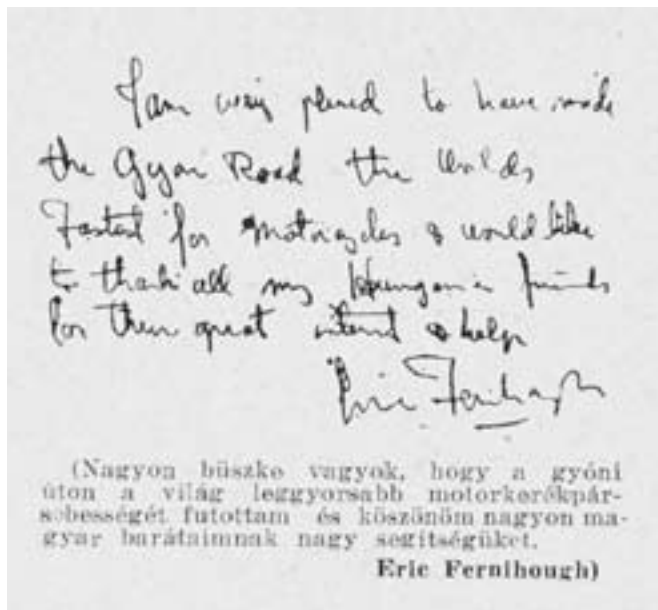 I am very pleased to have made
the Gyon Road the Worlds
Fastest for Motorcycles & would like
to thank all my Hungarian friends
for their great interest & help
Eric Fernihough
(Nagyon büszke vagyok, hogy a gyóni
úton a világ leggyorsabb motorkerékpár-
sebességét futottam és köszönöm nagyon ma-
gyar barátaimnak nagy segítségüket.
Eric Fernihough)